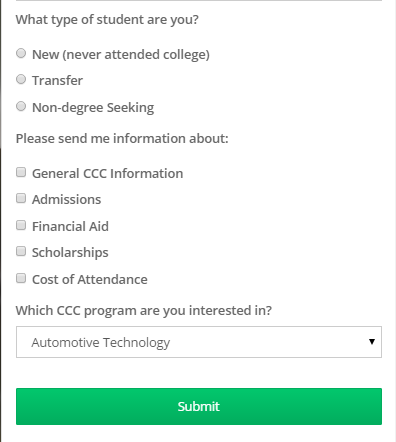 What type of student are you?
New (never attended college)
Transfer
Non-degree Seeking
Please send me information about:
General CCC Information
Admissions
Financial Aid
Scholarships
Cost of Attendance
Which CCC program are you interested in?
Automotive Technology
Submit